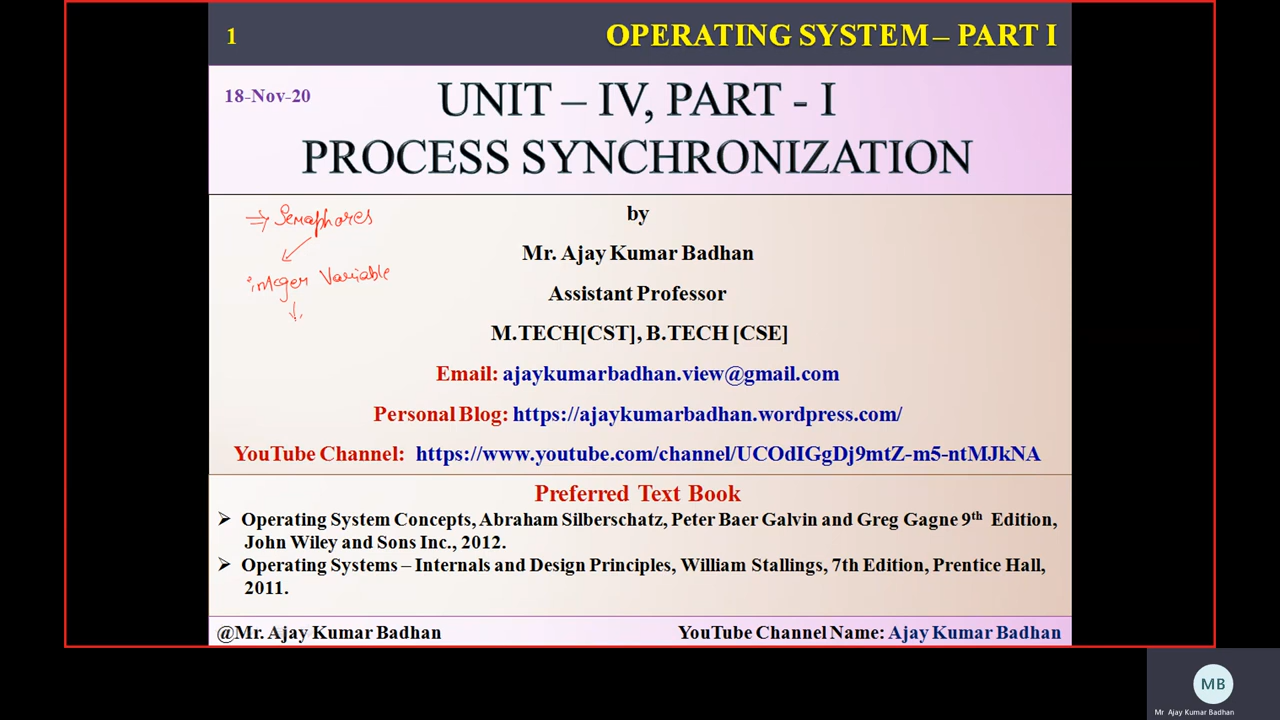 1
OPERATING SYSTEM – PART I
18-Nov-20
UNIT – IV, PART - I
PROCESS SYNCHRONIZATION
⇒ Semaphores
integer Variable
by
Mr. Ajay Kumar Badhan
Assistant Professor
M.TECH[CST], B.TECH [CSE]
Email: ajaykumarbadhan.view@gmail.com
Personal Blog: https://ajaykumarbadhan.wordpress.com/
YouTube Channel: https://www.youtube.com/channel/UCOdIGgDj9mtZ-m5-ntMJkNA
Preferred Text Book
➢ Operating System Concepts, Abraham Silberschatz, Peter Baer Galvin and Greg Gagne 9th Edition,
John Wiley and Sons Inc., 2012.
➢ Operating Systems – Internals and Design Principles, William Stallings, 7th Edition, Prentice Hall,
2011.
@Mr. Ajay Kumar Badhan
YouTube Channel Name: Ajay Kumar Badhan
MB
Mr Ajay Kumar Badhan